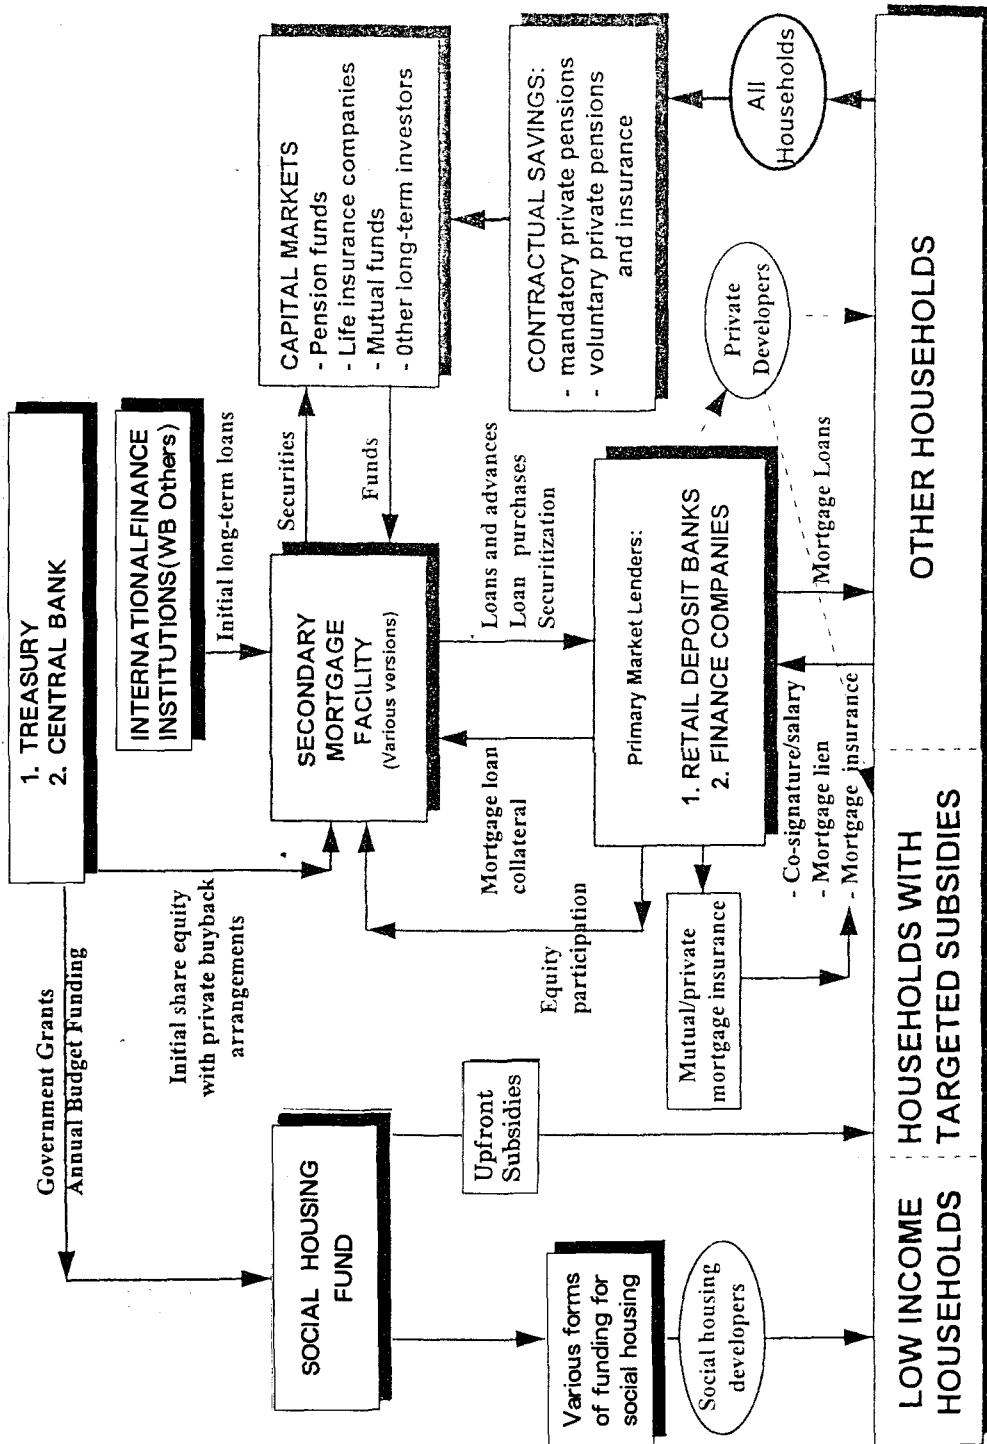 1. TREASURY
2. CENTRAL BANK
Government Grants
Annual Budget Funding
INTERNATIONALFINANCE
INSTITUTIONS(WB Others)
Initial share equity
with private buyback
arrangements
Initial long-term loans
CAPITAL MARKETS
- Pension funds
- Life insurance companies
- Mutual funds
- Other long-term investors
Securities
Funds
SOCIAL HOUSING
FUND
SECONDARY
MORTGAGE
FACILITY
(Various versions)
Upfront
Subsidies
Equity
participation
Mortgage loan
collateral
Loans and advances
Loan purchases
Securitization
CONTRACTUAL SAVINGS:
- mandatory private pensions
- voluntary private pensions
and insurance
Various forms
of funding for
social housing
Primary Market Lenders:
1. RETAIL DEPOSIT BANKS
2. FINANCE COMPANIES
Mutual/private
mortgage insurance
Private
Developers
All
Households
Social housing
developers
- Co-signature/salary
- Mortgage lien
- Mortgage insurance
Mortgage Loans
LOW INCOME
HOUSEHOLDS
HOUSEHOLDS WITH
TARGETED SUBSIDIES
OTHER HOUSEHOLDS